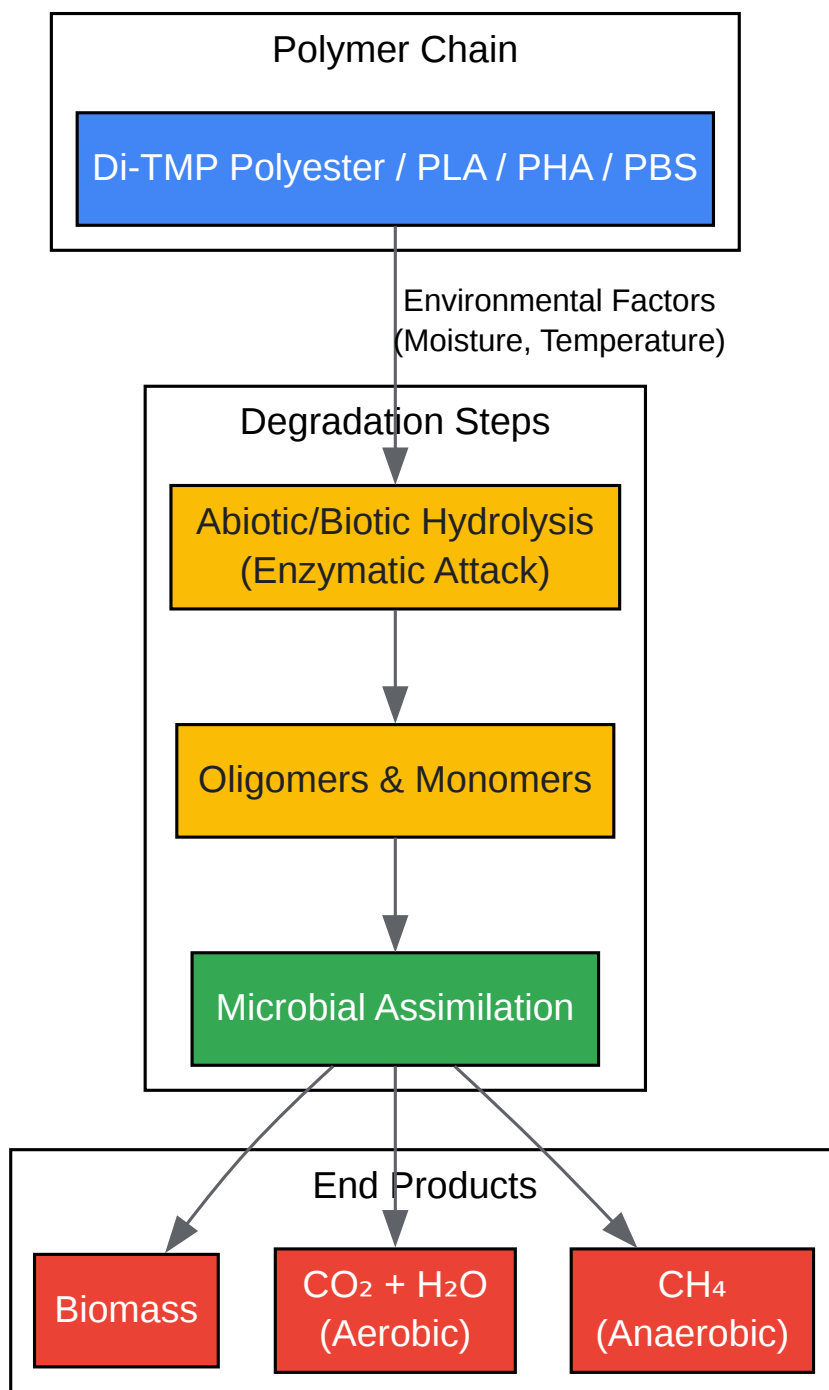 Polymer Chain
Di-TMP Polyester / PLA / PHA / PBS
Environmental Factors
(Moisture, Temperature)
Degradation Steps
Abiotic/Biotic Hydrolysis
(Enzymatic Attack)
Oligomers & Monomers
Microbial Assimilation
End Products
Biomass
CO₂ + H₂O
(Aerobic)
CH₄
(Anaerobic)